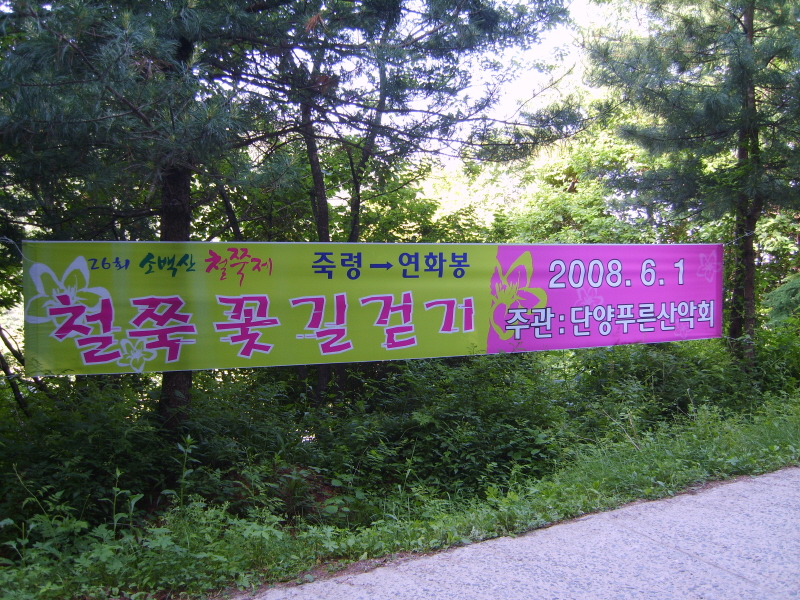 26회 소백산 철쭉제 죽령→연화봉
철쭉 꽃길걷기
2008. 6. 1
주관 : 단양푸른산악회